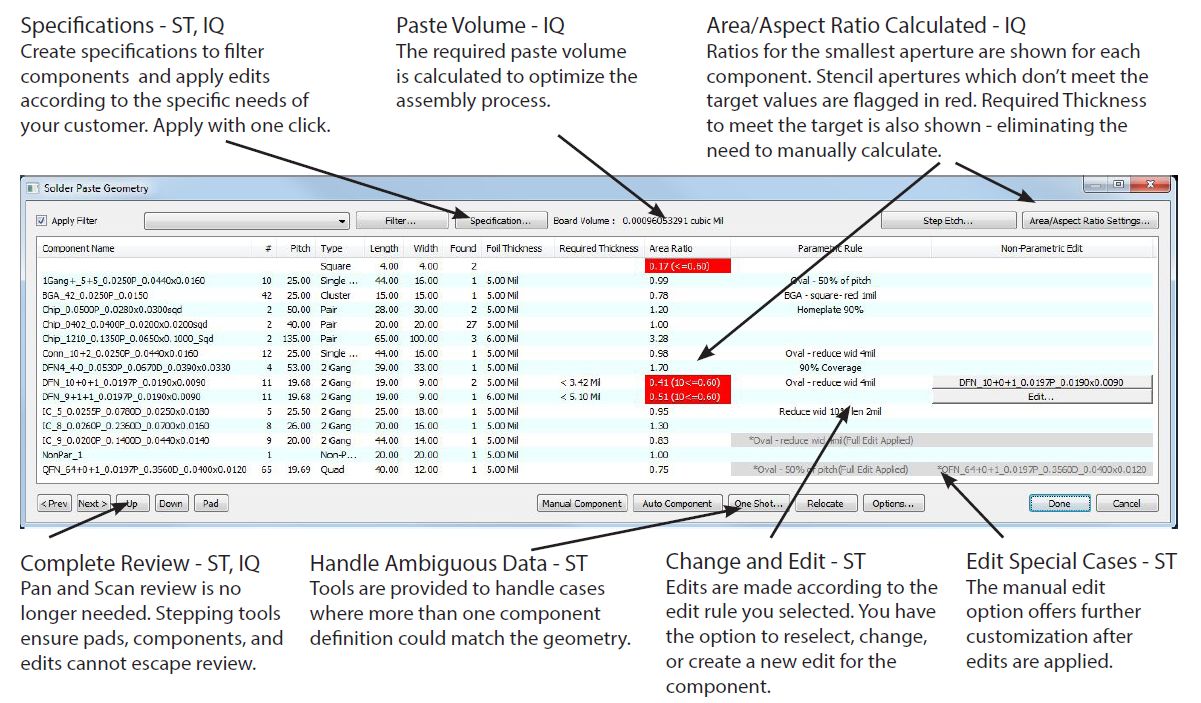 Specifications - ST, IQ
Create specifications to filter
components and apply edits
according to the specific needs of
your customer. Apply with one click.
Paste Volume - IQ
The required paste volume
is calculated to optimize the
assembly process.
Area/Aspect Ratio Calculated - IQ
Ratios for the smallest aperture are shown for each
component. Stencil apertures which don't meet the
target values are flagged in red. Required Thickness
to meet the target is also shown - eliminating the
need to manually calculate.
Solder Paste Geometry
Apply Filter Filter... Specification... Board Volume : 0.00096053291 cubic Mil Step Etch... Area/Aspect Ratio Settings...
Component Name # Pitch Type Length Width Found Foil Thickness Required Thickness Area Ratio Parametric Rule Non-Parametric Edit
Square 4.00 4.00 2 0.17 (<=0.60)
1Gang+_5+5_0.0250P_0.0440x0.0160 10 25.00 Single ... 44.00 16.00 1 5.00 Mil 0.99 Oval - 50% of pitch
BGA_42_0.0250P_0.0150 42 25.00 Cluster 15.00 15.00 1 5.00 Mil 0.78 BGA - square- red 1mil
Chip_0.0500P_0.0280x0.0300sqd 2 50.00 Pair 28.00 30.00 2 5.00 Mil 1.20 Homeplate 90%
Chip_0402_0.0400P_0.0200x0.0200sqd 2 40.00 Pair 20.00 20.00 27 5.00 Mil 1.00
Chip_1210_0.1350P_0.0650x0.1000_Sqd 2 135.00 Pair 65.00 100.00 3 6.00 Mil 3.28
Conn_10+2_0.0250P_0.0440x0.0160 12 25.00 Single ... 44.00 16.00 1 5.00 Mil 0.98 Oval - reduce wid 4mil
DFN4_4-0_0.0530P_0.0670D_0.0390x0.0330 4 53.00 2 Gang 39.00 33.00 1 5.00 Mil 1.70 90% Coverage
DFN_10+0+1_0.0197P_0.0190x0.0090 11 19.68 2 Gang 19.00 9.00 2 5.00 Mil < 3.42 Mil 0.41 (10<=0.60) Oval - reduce wid 4mil DFN_10+0+1_0.0197P_0.0190x0.0090
DFN_9+1+1_0.0197P_0.0190x0.0090 11 19.68 2 Gang 19.00 9.00 1 6.00 Mil < 5.10 Mil 0.51 (10<=0.60) Edit...
IC_5_0.0255P_0.0780D_0.0250x0.0180 5 25.50 2 Gang 25.00 18.00 1 5.00 Mil 0.95 Reduce wid len 2mil
IC_8_0.0260P_0.2360D_0.0700x0.0160 8 26.00 2 Gang 70.00 16.00 1 5.00 Mil 1.30
IC_9_0.0200P_0.1400D_0.0440x0.0140 9 20.00 2 Gang 44.00 14.00 1 5.00 Mil 0.83 *Oval - reduce wid (Full Edit Applied)
NonPar_1 1 Non-P... 20.00 20.00 1 5.00 Mil 1.00
QFN_64+0+1_0.0197P_0.3560D_0.0400x0.0120 65 19.69 Quad 40.00 12.00 1 5.00 Mil 0.75 *Oval - 50% of pitch(Full Edit Applied) *QFN_64+0+1_0.0197P_0.3560D_0.0400x0.0120
< Prev Next > Up Down Pad Manual Component Auto Component One Shot... Relocate Options... Done Cancel
Complete Review - ST, IQ
Pan and Scan review is no
longer needed. Stepping tools
ensure pads, components, and
edits cannot escape review.
Handle Ambiguous Data - ST
Tools are provided to handle cases
where more than one component
definition could match the geometry.
Change and Edit - ST
Edits are made according to the
edit rule you selected. You have
the option to reselect, change,
or create a new edit for the
component.
Edit Special Cases - ST
The manual edit
option offers further
customization after
edits are applied.